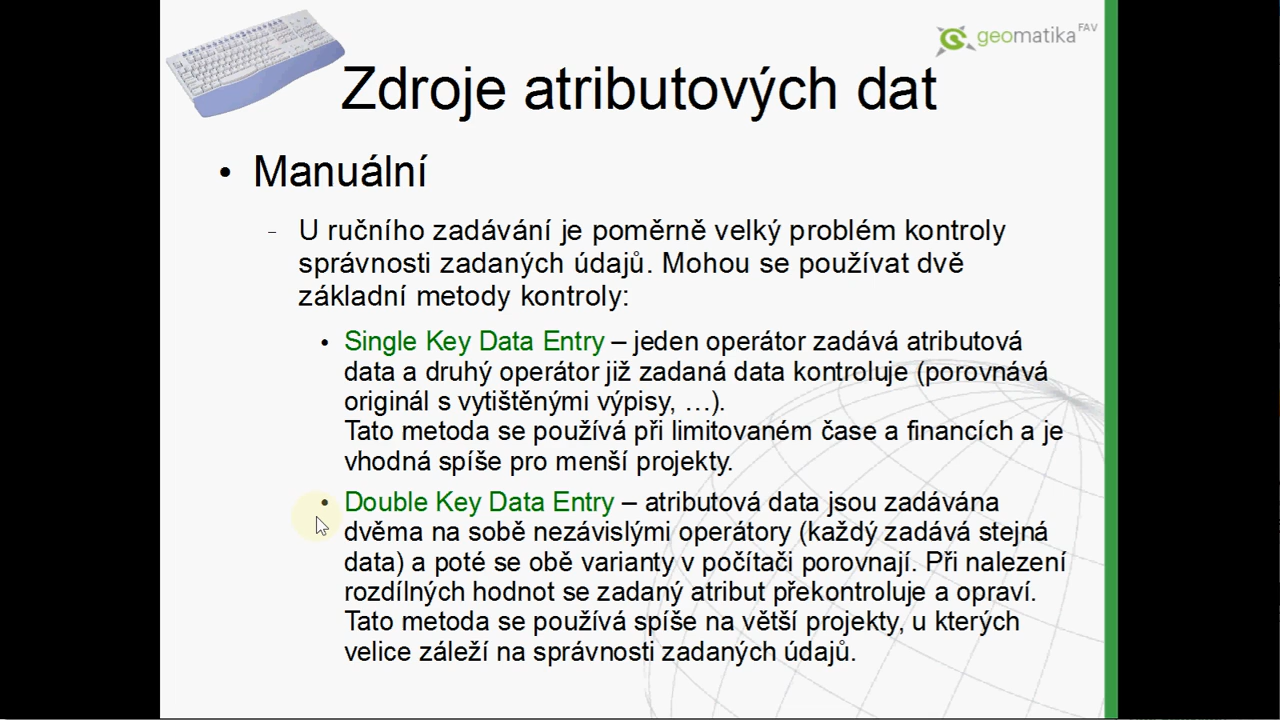 geomatika FAV
Zdroje atributových dat
• Manuální
– U ručního zadávání je poměrně velký problém kontroly
správnosti zadaných údajů. Mohou se používat dvě
základní metody kontroly:
• Single Key Data Entry – jeden operátor zadává atributová
data a druhý operátor již zadaná data kontroluje (porovnává
originál s vytištěnými výpisy, …).
Tato metoda se používá při limitovaném čase a financích a je
vhodná spíše pro menší projekty.
• Double Key Data Entry – atributová data jsou zadávána
dvěma na sobě nezávislými operátory (každý zadává stejná
data) a poté se obě varianty v počítači porovnají. Při nalezení
rozdílných hodnot se zadaný atribut překontroluje a opraví.
Tato metoda se používá spíše na větší projekty, u kterých
velice záleží na správnosti zadaných údajů.